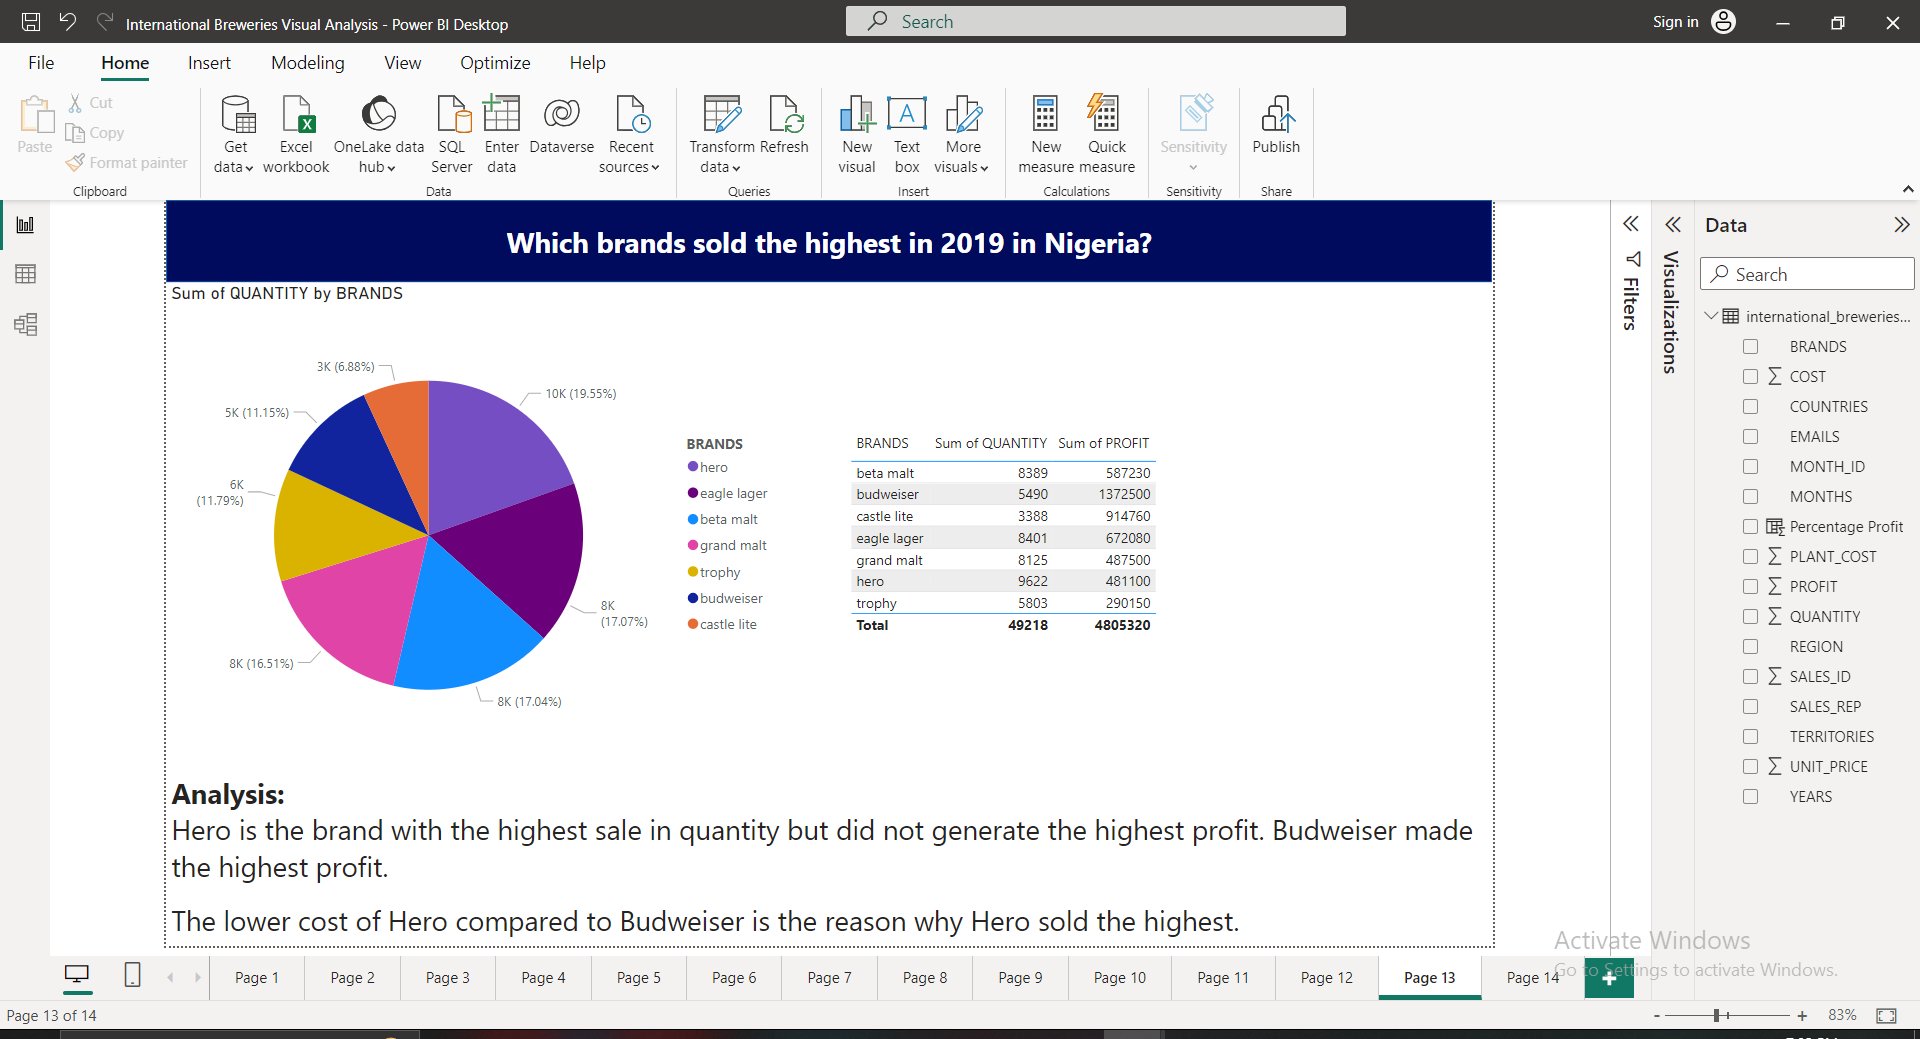 International Breweries Visual Analysis - Power BI Desktop
Search
Sign in
File Home Insert Modeling View Optimize Help
Paste
Cut
Copy
Format painter
Clipboard
Get data
Excel workbook
OneLake data hub
SQL Server
Enter data
Dataverse
Recent sources
Data
Transform data
Refresh
Queries
New visual
Text box
More visuals
Insert
New measure
Quick measure
Calculations
Sensitivity
Sensitivity
Publish
Share
Which brands sold the highest in 2019 in Nigeria?
Sum of QUANTITY by BRANDS
3K (6.88%)
10K (19.55%)
5K (11.15%)
6K
(11.79%)
8K
(17.07%)
8K (16.51%)
8K (17.04%)
BRANDS
hero
eagle lager
beta malt
grand malt
trophy
budweiser
castle lite
BRANDS Sum of QUANTITY Sum of PROFIT
beta malt 8389 587230
budweiser 5490 1372500
castle lite 3388 914760
eagle lager 8401 672080
grand malt 8125 487500
hero 9622 481100
trophy 5803 290150
Total 49218 4805320
Analysis:
Hero is the brand with the highest sale in quantity but did not generate the highest profit. Budweiser made
the highest profit.
The lower cost of Hero compared to Budweiser is the reason why Hero sold the highest.
Filters
Visualizations
Data
Search
international_breweries...
BRANDS
COST
COUNTRIES
EMAILS
MONTH_ID
MONTHS
Percentage Profit
PLANT_COST
PROFIT
QUANTITY
REGION
SALES_ID
SALES_REP
TERRITORIES
UNIT_PRICE
YEARS
Activate Windows
Go to Settings to activate Windows.
Page 1 Page 2 Page 3 Page 4 Page 5 Page 6 Page 7 Page 8 Page 9 Page 10 Page 11 Page 12 Page 13 Page 14
Page 13 of 14
- + 83%